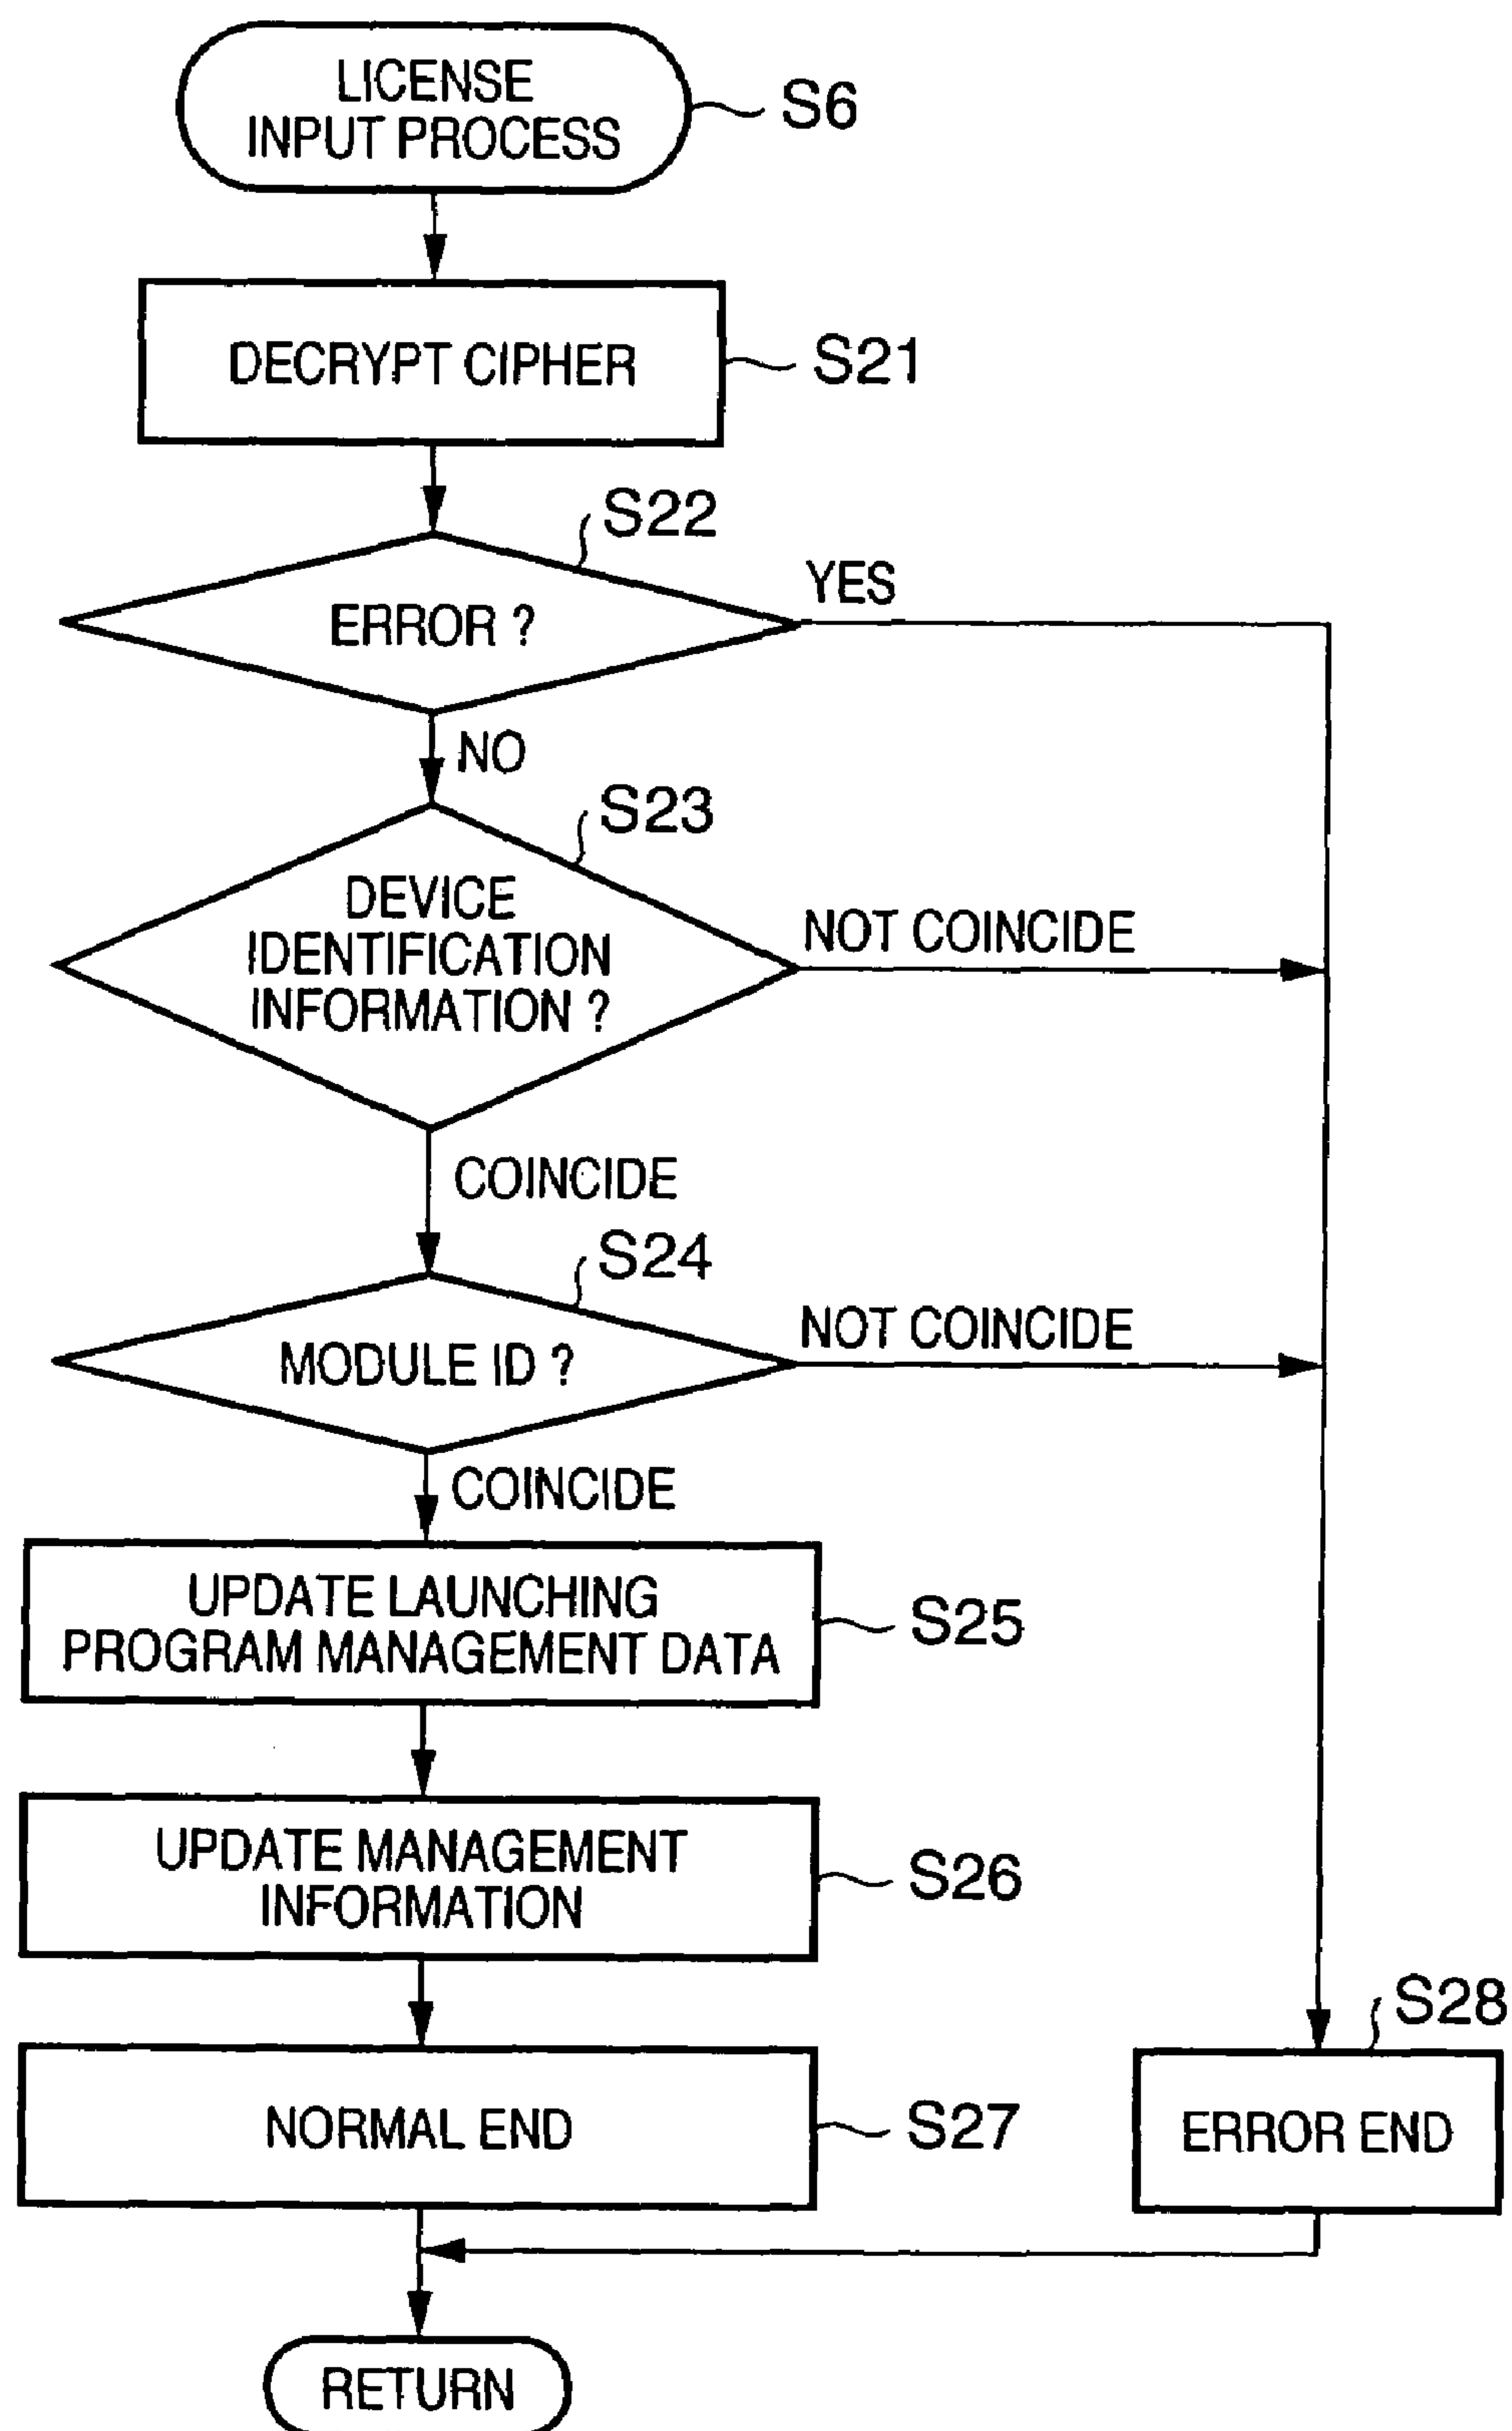 LICENSE
INPUT PROCESS
S6
DECRYPT CIPHER
S21
S22
ERROR ?
YES
NO
S23
DEVICE
IDENTIFICATION
INFORMATION ?
NOT COINCIDE
COINCIDE
S24
MODULE ID ?
NOT COINCIDE
COINCIDE
UPDATE LAUNCHING
PROGRAM MANAGEMENT DATA
S25
UPDATE MANAGEMENT
INFORMATION
S26
NORMAL END
S27
S28
ERROR END
RETURN